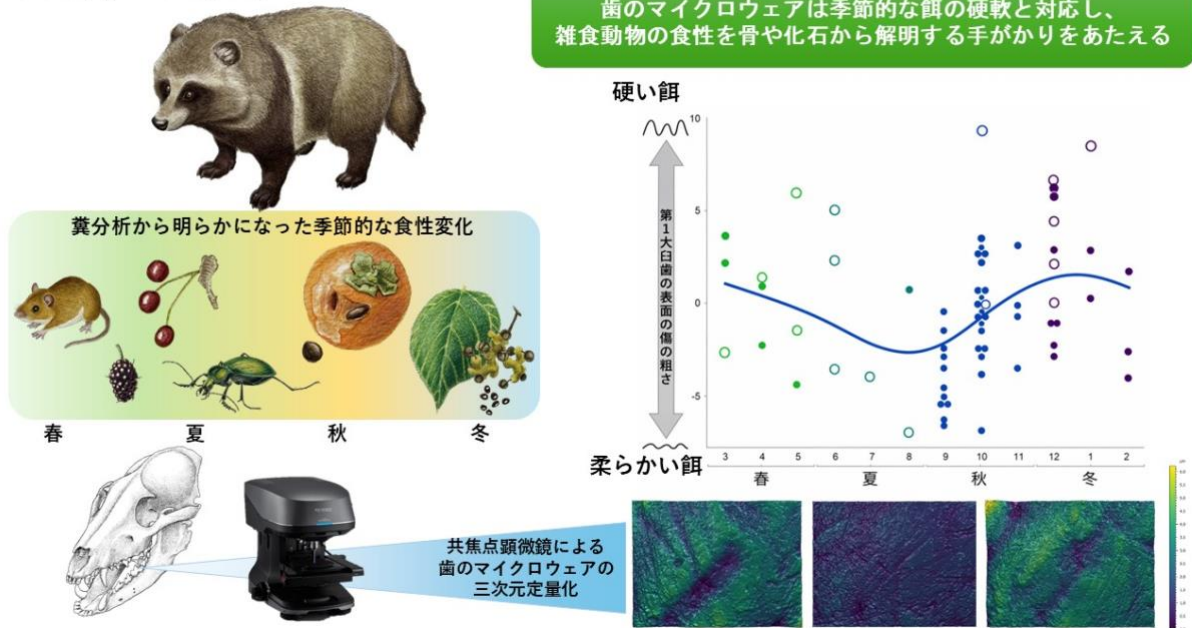 歯のマイクロウェアは季節的な餌の硬軟と対応し、
雑食動物の食性を骨や化石から解明する手がかりをあたえる
糞分析から明らかになった季節的な食性変化
春 夏 秋 冬
硬い餌
第1大臼歯の表面の傷の粗さ
柔らかい餌
10
5
0
-5
3 4 5 6 7 8 9 10 11 12 1 2
春 夏 秋 冬
共焦点顕微鏡による
歯のマイクロウェアの
三次元定量化